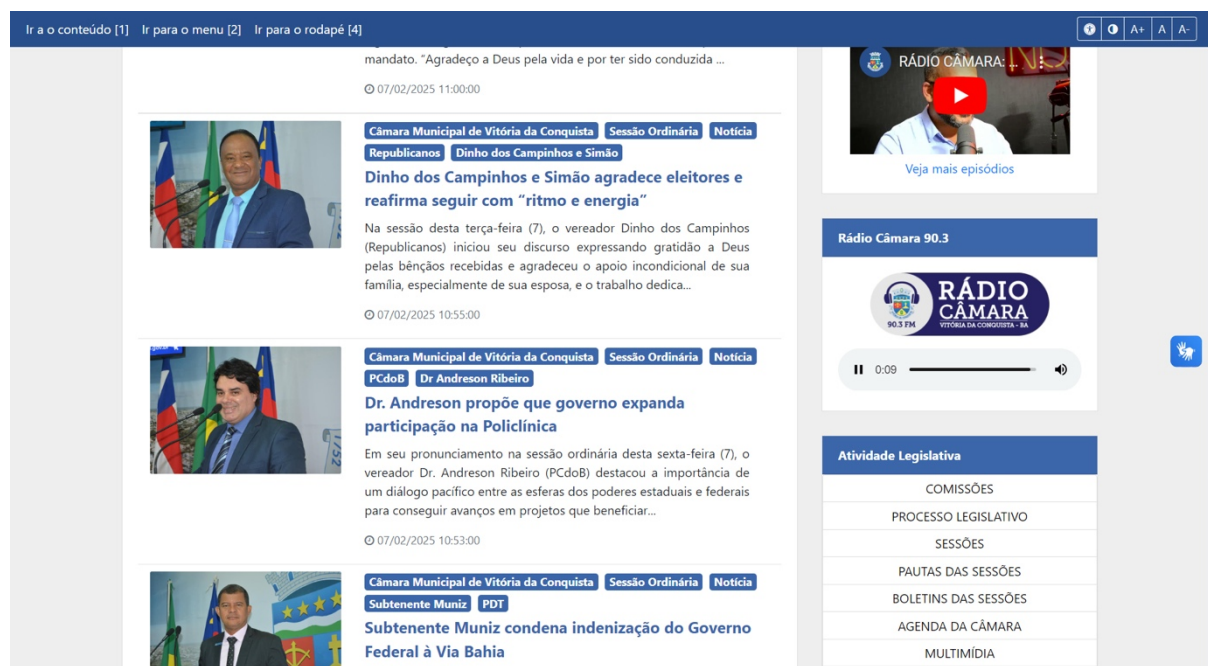 Ir a o conteúdo [1] Ir para o menu [2] Ir para o rodapé [4]
A+ A A-
mandato. “Agradeço a Deus pela vida e por ter sido conduzida ...
07/02/2025 11:00:00
Câmara Municipal de Vitória da Conquista Sessão Ordinária Notícia
Republicanos Dinho dos Campinhos e Simão
Dinho dos Campinhos e Simão agradece eleitores e
reafirma seguir com “ritmo e energia”
Na sessão desta terça-feira (7), o vereador Dinho dos Campinhos
(Republicanos) iniciou seu discurso expressando gratidão a Deus
pelas bênçãos recebidas e agradeceu o apoio incondicional de sua
família, especialmente de sua esposa, e o trabalho dedica...
07/02/2025 10:55:00
Câmara Municipal de Vitória da Conquista Sessão Ordinária Notícia
PCdoB Dr Andreson Ribeiro
Dr. Andreson propõe que governo expanda
participação na Policlínica
Em seu pronunciamento na sessão ordinária desta sexta-feira (7), o
vereador Dr. Andreson Ribeiro (PCdoB) destacou a importância de
um diálogo pacífico entre as esferas dos poderes estaduais e federais
para conseguir avanços em projetos que beneficiar...
07/02/2025 10:53:00
1752
Câmara Municipal de Vitória da Conquista Sessão Ordinária Notícia
Subtenente Muniz PDT
Subtenente Muniz condena indenização do Governo
Federal à Via Bahia
RÁDIO CÂMARA: ...
Veja mais episódios
Rádio Câmara 90.3
RÁDIO
CÂMARA
90.3 FM VITÓRIA DA CONQUISTA - BA
0:09
Atividade Legislativa
COMISSÕES
PROCESSO LEGISLATIVO
SESSÕES
PAUTAS DAS SESSÕES
BOLETINS DAS SESSÕES
AGENDA DA CÂMARA
MULTIMÍDIA